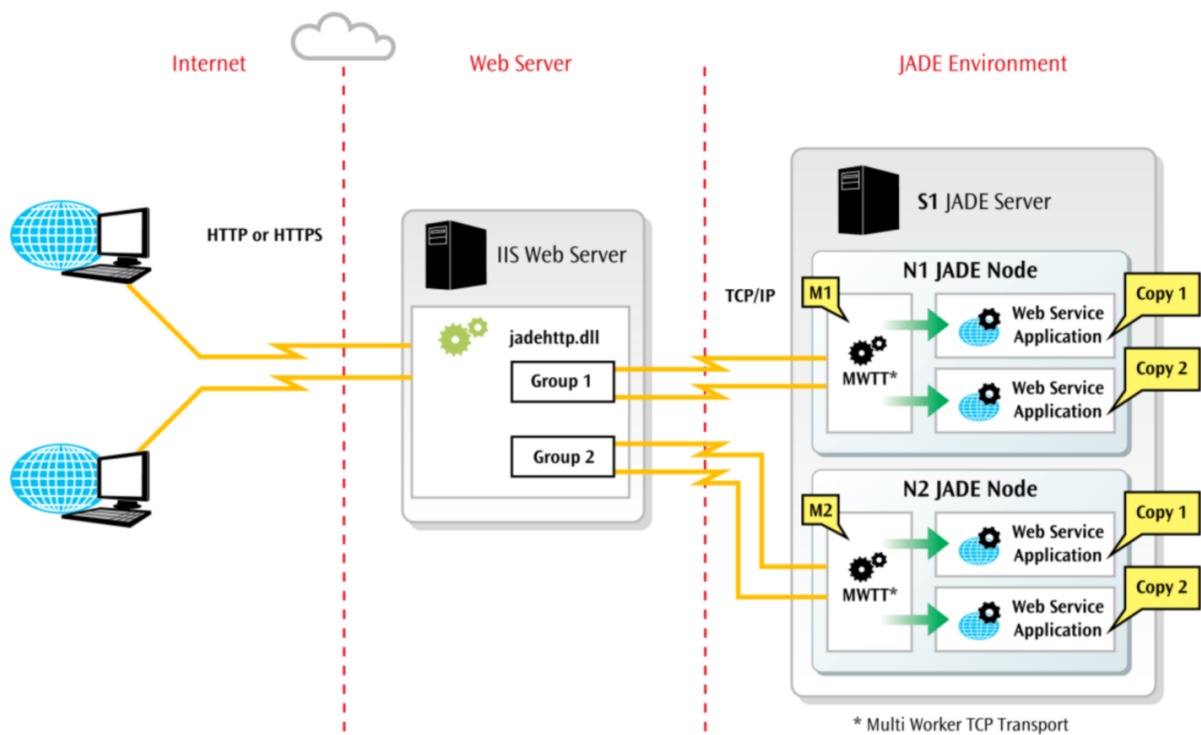 Internet
Web Server
JADE Environment
HTTP or HTTPS
IIS Web Server
jadehttp.dll
Group 1
Group 2
TCP/IP
S1 JADE Server
N1 JADE Node
M1
MWTT*
Web Service
Application
Copy 1
Web Service
Application
Copy 2
N2 JADE Node
M2
MWTT*
Web Service
Application
Copy 1
Web Service
Application
Copy 2
* Multi Worker TCP Transport